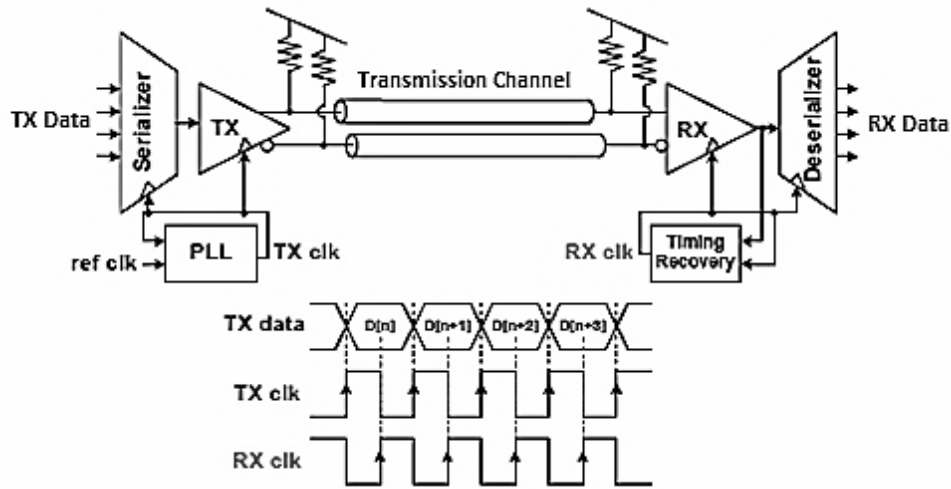 Transmission Channel
TX Data
Serializer
TX
RX
Deserializer
RX Data
ref clk
PLL
TX clk
RX clk
Timing
Recovery
TX data
D[n]
D[n+1]
D[n+2]
D[n+3]
TX clk
RX clk